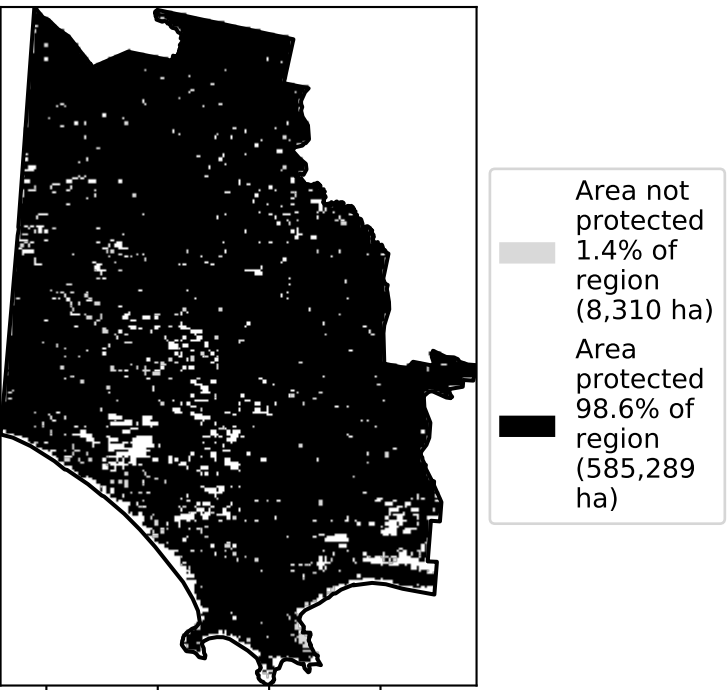 Area not
protected
1.4% of
region
(8,310 ha)
Area
protected
98.6% of
region
(585,289
ha)